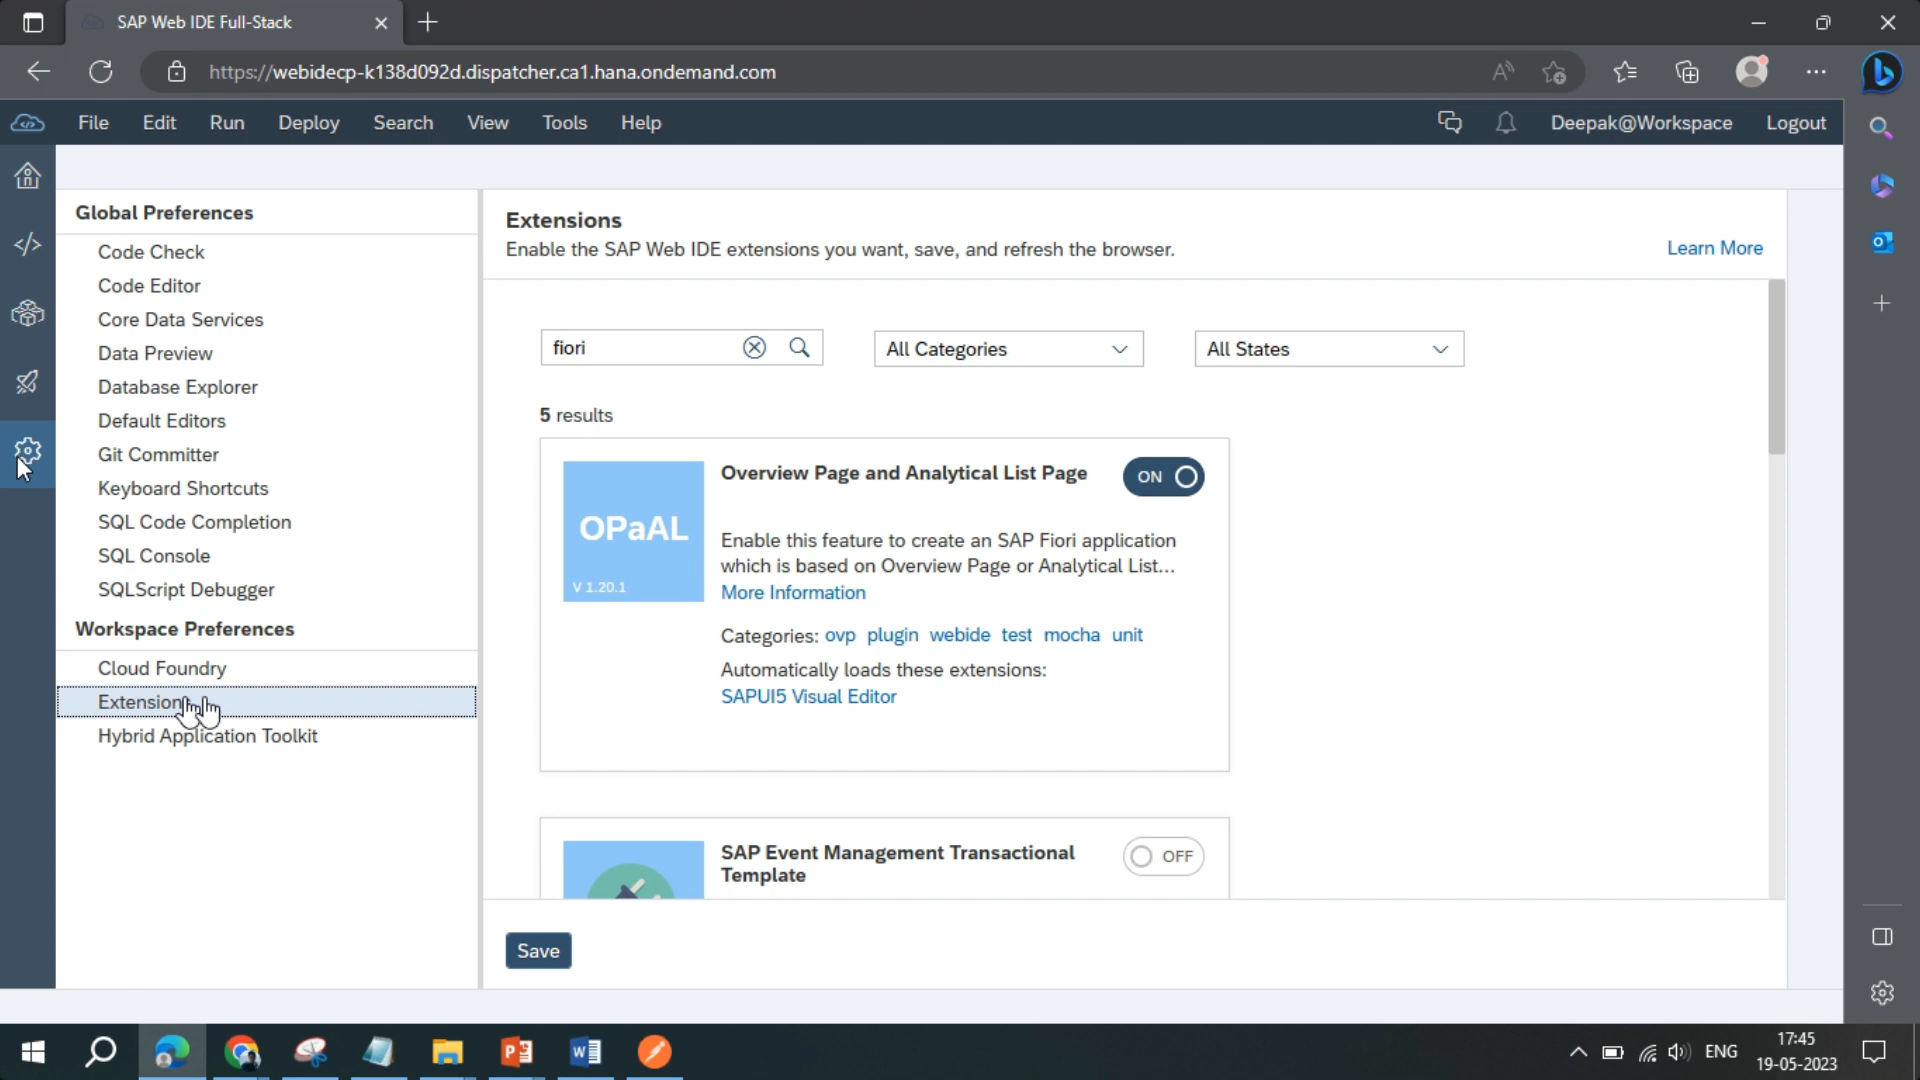 SAP Web IDE Full-Stack
https://webidecp-k138d092d.dispatcher.ca1.hana.ondemand.com
File Edit Run Deploy Search View Tools Help
Deepak@Workspace Logout
Global Preferences
Code Check
Code Editor
Core Data Services
Data Preview
Database Explorer
Default Editors
Git Committer
Keyboard Shortcuts
SQL Code Completion
SQL Console
SQLScript Debugger
Workspace Preferences
Cloud Foundry
Extensions
Hybrid Application Toolkit
Extensions
Enable the SAP Web IDE extensions you want, save, and refresh the browser.
Learn More
fiori
All Categories
All States
5 results
OPaAL
V 1.20.1
Overview Page and Analytical List Page
ON
Enable this feature to create an SAP Fiori application
which is based on Overview Page or Analytical List...
More Information
Categories: ovp plugin webide test mocha unit
Automatically loads these extensions:
SAPUI5 Visual Editor
SAP Event Management Transactional
Template
OFF
Save
ENG
17:45
19-05-2023